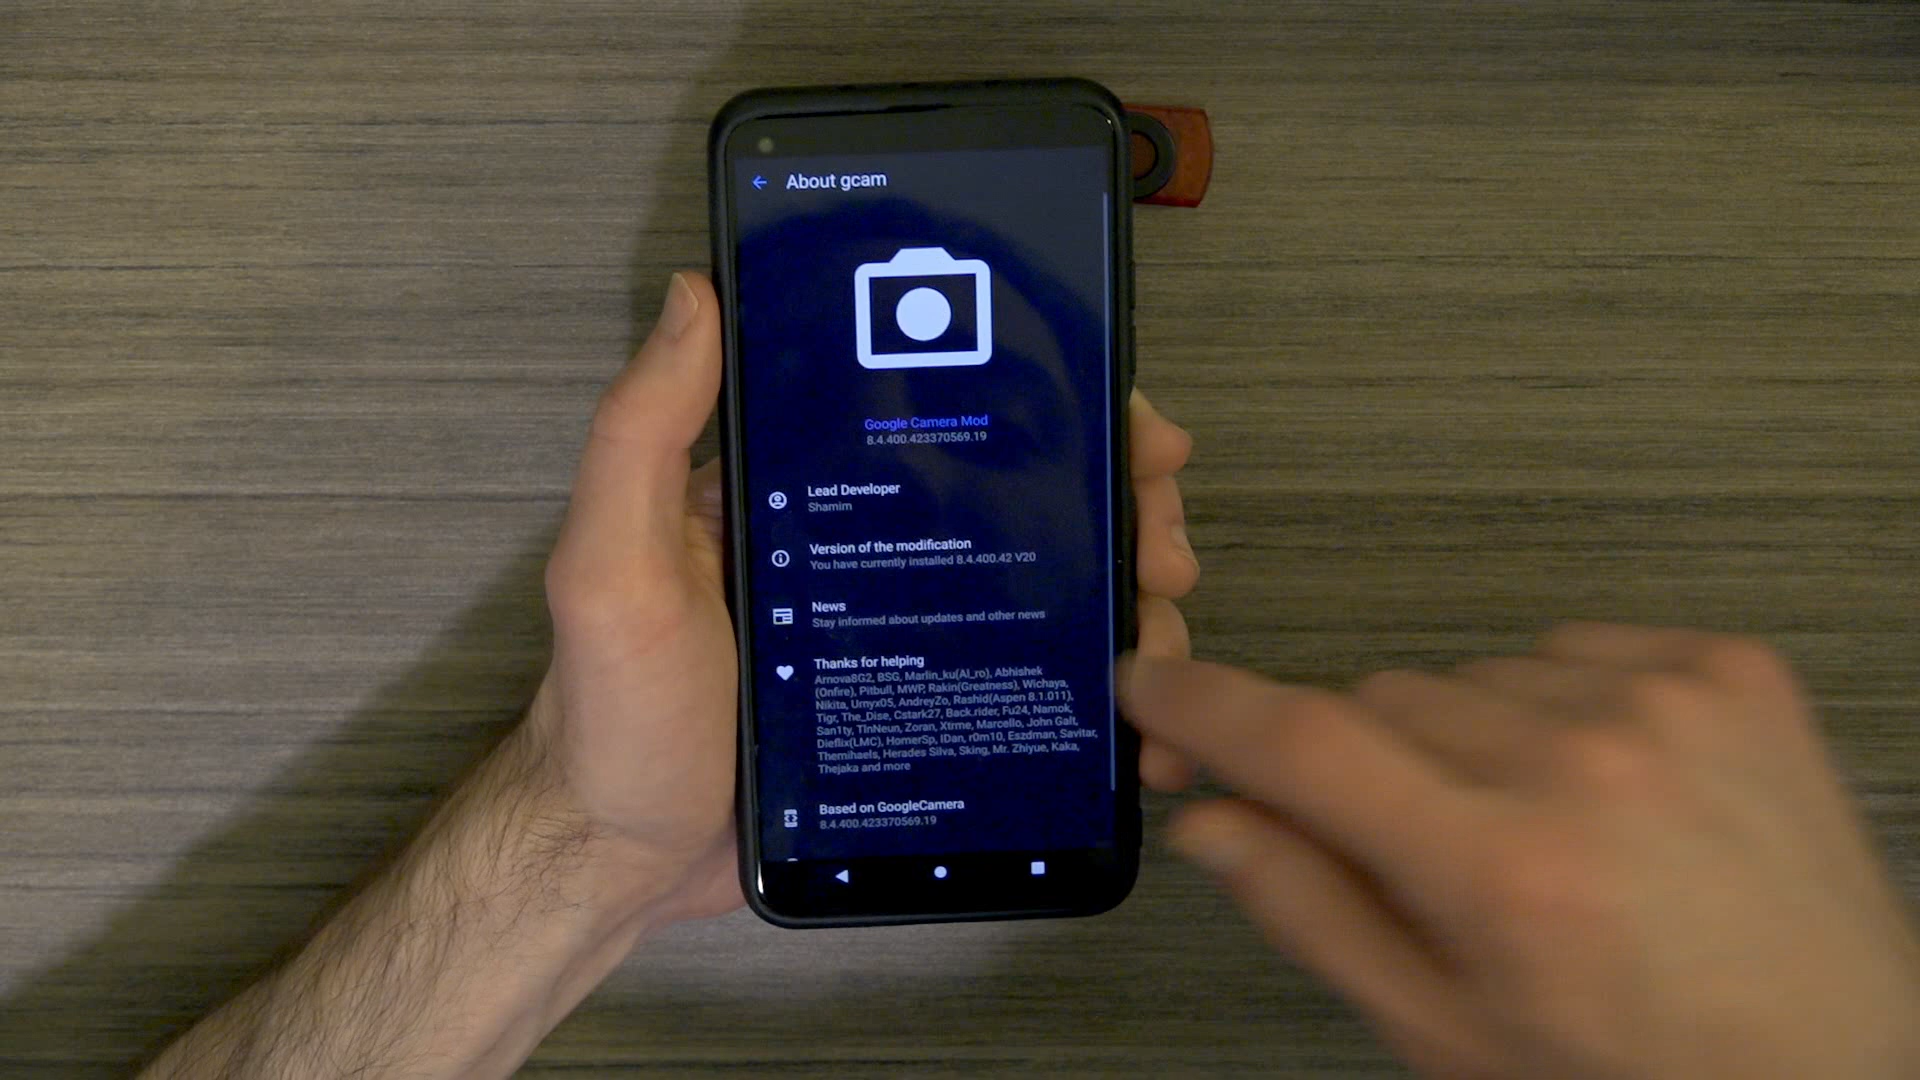 About gcam
Google Camera Mod
8.4.400.423370569.19
Lead Developer
Shamim
Version of the modification
You have currently installed 8.4.400.42 V20
News
Stay informed about updates and other news
Thanks for helping
Arnova8G2, BSG, Marlin_ku(Al_ro), Abhishek
(Onfire), Pitbull, MWP, Rakin(Greatness), Wichaya,
Nikita, Urnyx05, AndreyZo, Rashid(Aspen 8.1.011),
Tigr, The_Dise, Cstark27, Back.rider, Fu24, Namok,
San1ty, TlnNeun, Zoran, Xtrme, Marcello, John Galt,
Dieflix(LMC), HomerSp, IDan, r0m10, Eszdman, Savitar,
Themihaels, Herades Silva, Sking, Mr. Zhiyue, Kaka,
Thejaka and more
Based on GoogleCamera
8.4.400.423370569.19